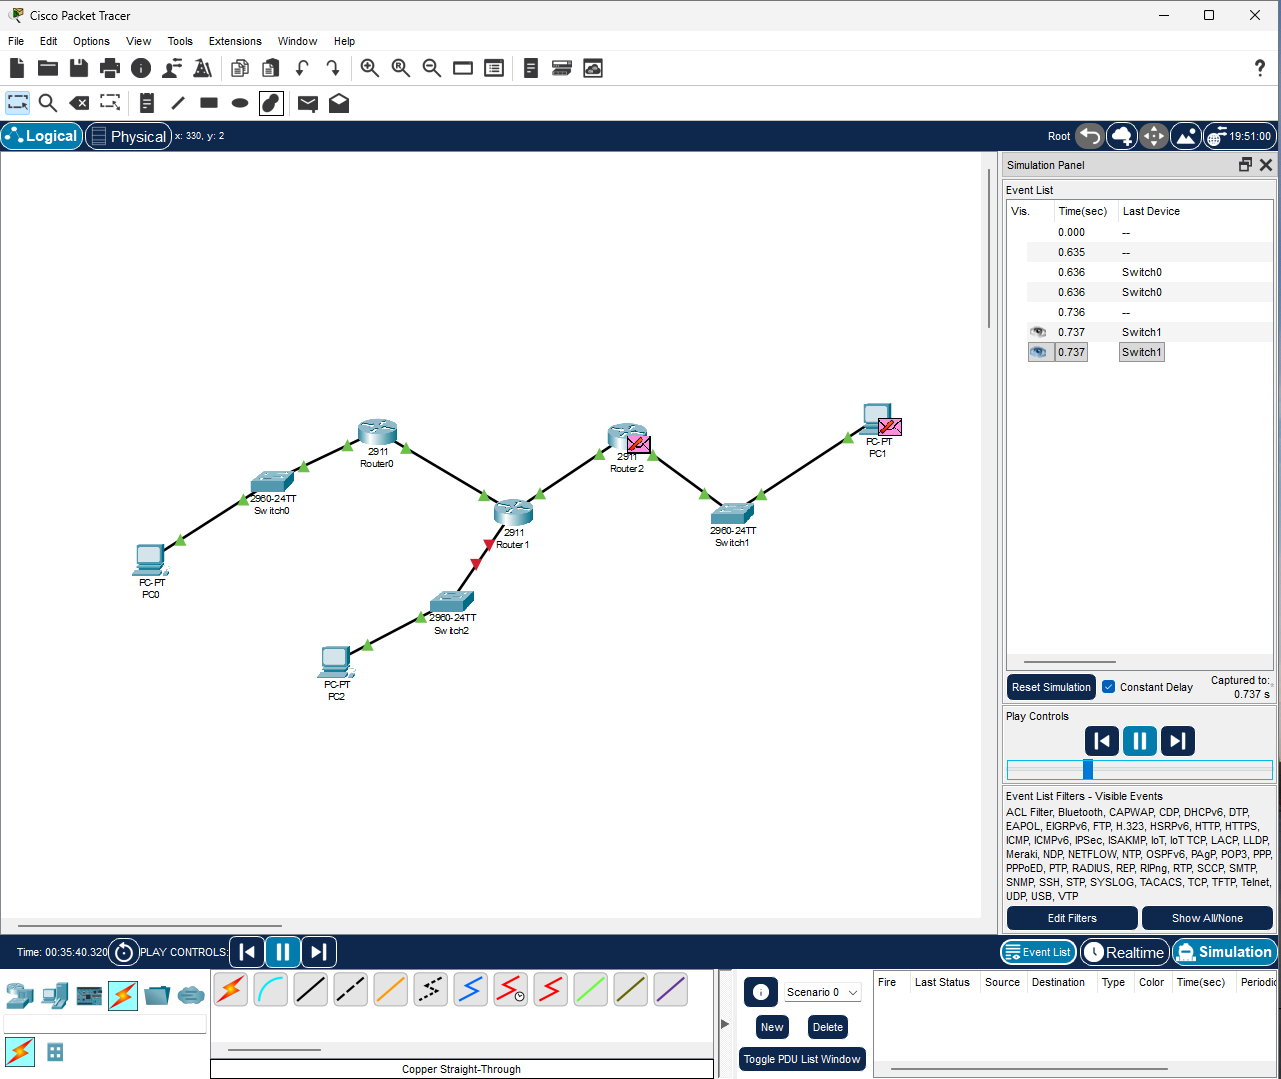 Cisco Packet Tracer
File Edit Options View Tools Extensions Window Help
Logical Physical x: 330, y: 2 Root 19:51:00
Simulation Panel
Event List
Vis. Time(sec) Last Device
0.000 --
0.635 --
0.636 Switch0
0.636 Switch0
0.736 --
0.737 Switch1
0.737 Switch1
2911
Router0
2960-24TT
Switch0
PC-PT
PC0
2911
Router2
PC-PT
PC1
2911
Router1
2960-24TT
Switch1
2960-24TT
Switch2
PC-PT
PC2
Reset Simulation Constant Delay Captured to:
0.737 s
Play Controls
Event List Filters - Visible Events
ACL Filter, Bluetooth, CAPWAP, CDP, DHCPv6, DTP,
EAPOL, EIGRPv6, FTP, H.323, HSRPv6, HTTP, HTTPS,
ICMP, ICMPv6, IPSec, ISAKMP, IoT, IoT TCP, LACP, LLDP,
Meraki, NDP, NETFLOW, NTP, OSPFv6, PAgP, POP3, PPP,
PPPoED, PTP, RADIUS, REP, RIPng, RTP, SCCP, SMTP,
SNMP, SSH, STP, SYSLOG, TACACS, TCP, TFTP, Telnet,
UDP, USB, VTP
Edit Filters Show All/None
Time: 00:35:40.320 PLAY CONTROLS: Event List Realtime Simulation
Scenario 0
New Delete
Toggle PDU List Window
Fire Last Status Source Destination Type Color Time(sec) Periodic
Copper Straight-Through